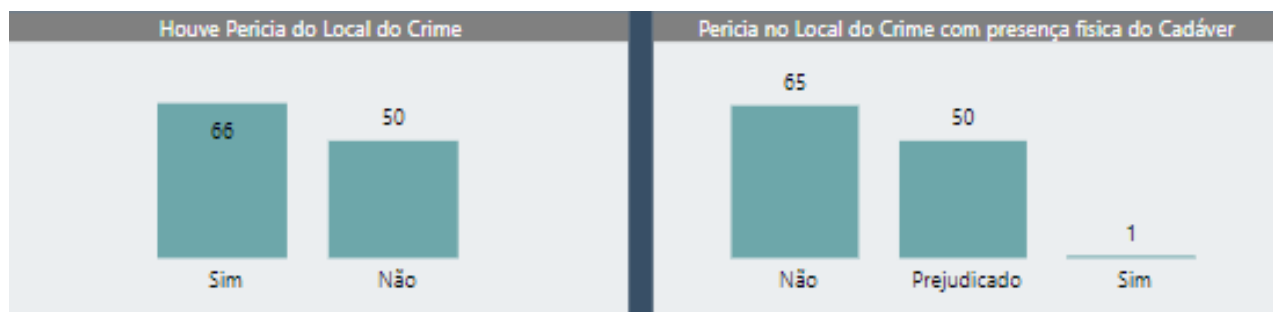 Houve Pericia do Local do Crime
66
50
Sim
Não
Pericia no Local do Crime com presença fisica do Cadáver
65
50
1
Não
Prejudicado
Sim